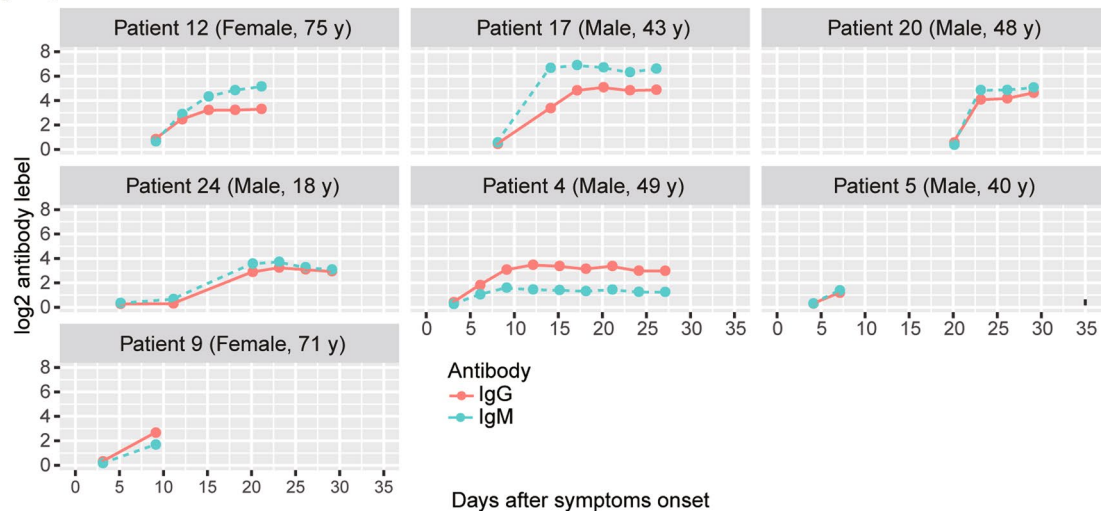 Patient 12 (Female, 75 y) Patient 17 (Male, 43 y) Patient 20 (Male, 48 y)
8
6
4
2
0
Patient 24 (Male, 18 y) Patient 4 (Male, 49 y) Patient 5 (Male, 40 y)
8
6
4
2
0
0 5 10 15 20 25 30 35 0 5 10 15 20 25 30 35
Patient 9 (Female, 71 y)
8
6
4
2
0
0 5 10 15 20 25 30 35
log2 antibody lebel
Antibody
IgG
IgM
Days after symptoms onset